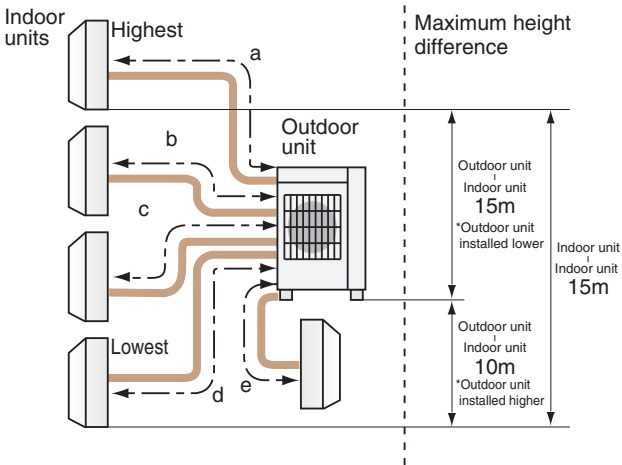 Indoor
units
Highest
a
b
c
Outdoor
unit
Lowest
d
e
Maximum height
difference
Outdoor unit
Indoor unit
15m
*Outdoor unit
installed lower
Indoor unit
Indoor unit
15m
Outdoor unit
Indoor unit
10m
*Outdoor unit
installed higher